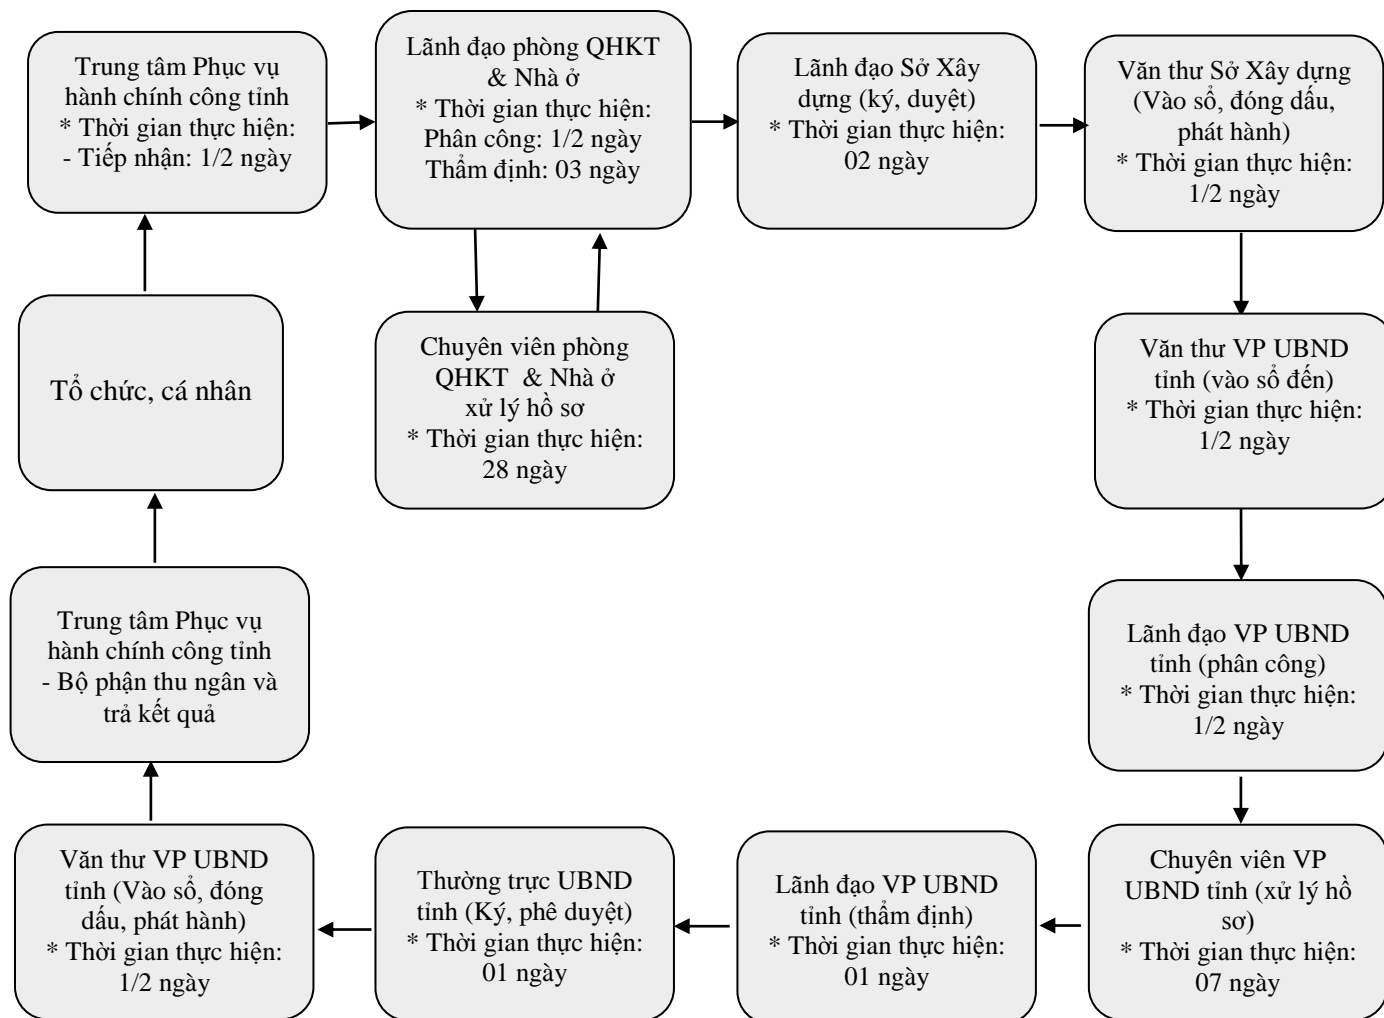 Trung tâm Phục vụ
hành chính công tỉnh
* Thời gian thực hiện:
- Tiếp nhận: 1/2 ngày
Lãnh đạo phòng QHKT
& Nhà ở
* Thời gian thực hiện:
Phân công: 1/2 ngày
Thẩm định: 03 ngày
Lãnh đạo Sở Xây
dựng (ký, duyệt)
* Thời gian thực hiện:
02 ngày
Văn thư Sở Xây dựng
(Vào sổ, đóng dấu,
phát hành)
* Thời gian thực hiện:
1/2 ngày
Tổ chức, cá nhân
Chuyên viên phòng
QHKT & Nhà ở
xử lý hồ sơ
* Thời gian thực hiện:
28 ngày
Văn thư VP UBND
tỉnh (vào sổ đến)
* Thời gian thực hiện:
1/2 ngày
Trung tâm Phục vụ
hành chính công tỉnh
- Bộ phận thu ngân và
trả kết quả
Lãnh đạo VP UBND
tỉnh (phân công)
* Thời gian thực hiện:
1/2 ngày
Văn thư VP UBND
tỉnh (Vào sổ, đóng
dấu, phát hành)
* Thời gian thực hiện:
1/2 ngày
Thường trực UBND
tỉnh (Ký, phê duyệt)
* Thời gian thực hiện:
01 ngày
Lãnh đạo VP UBND
tỉnh (thẩm định)
* Thời gian thực hiện:
01 ngày
Chuyên viên VP
UBND tỉnh (xử lý hồ
sơ)
* Thời gian thực hiện:
07 ngày